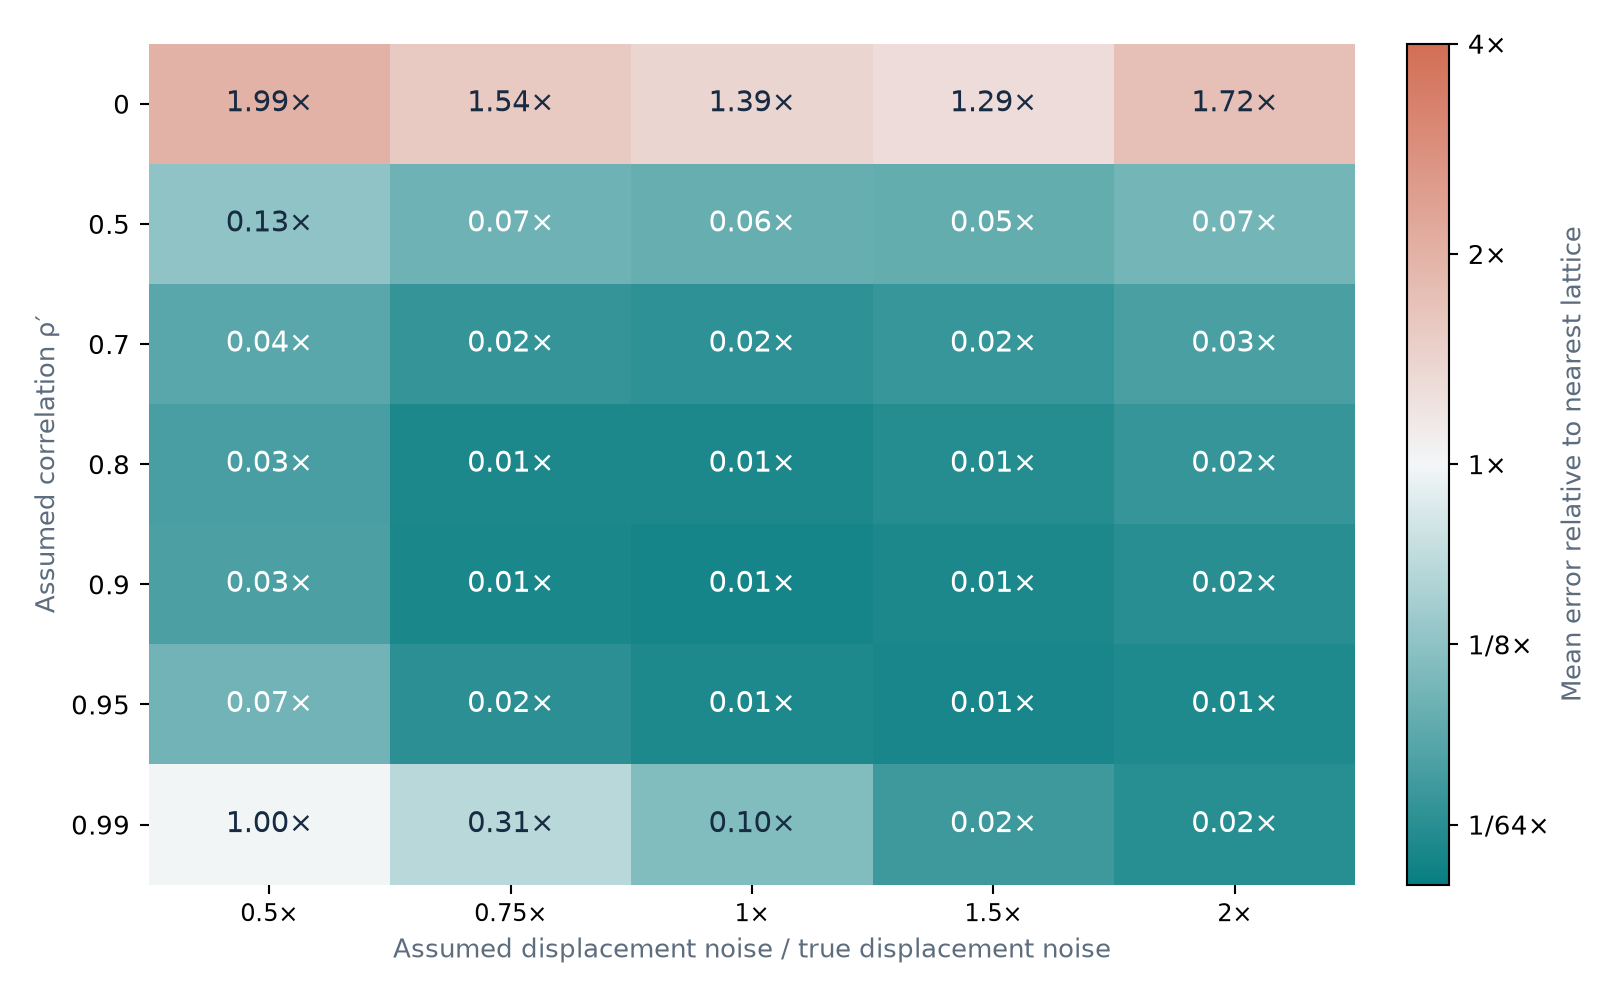 0 1.99× 1.54× 1.39× 1.29× 1.72×
0.5 0.13× 0.07× 0.06× 0.05× 0.07×
0.7 0.04× 0.02× 0.02× 0.02× 0.03×
0.8 0.03× 0.01× 0.01× 0.01× 0.02×
0.9 0.03× 0.01× 0.01× 0.01× 0.02×
0.95 0.07× 0.02× 0.01× 0.01× 0.01×
0.99 1.00× 0.31× 0.10× 0.02× 0.02×
0.5× 0.75× 1× 1.5× 2×
Assumed displacement noise / true displacement noise
Assumed correlation ρ′
4×
2×
1×
1/8×
1/64×
Mean error relative to nearest lattice